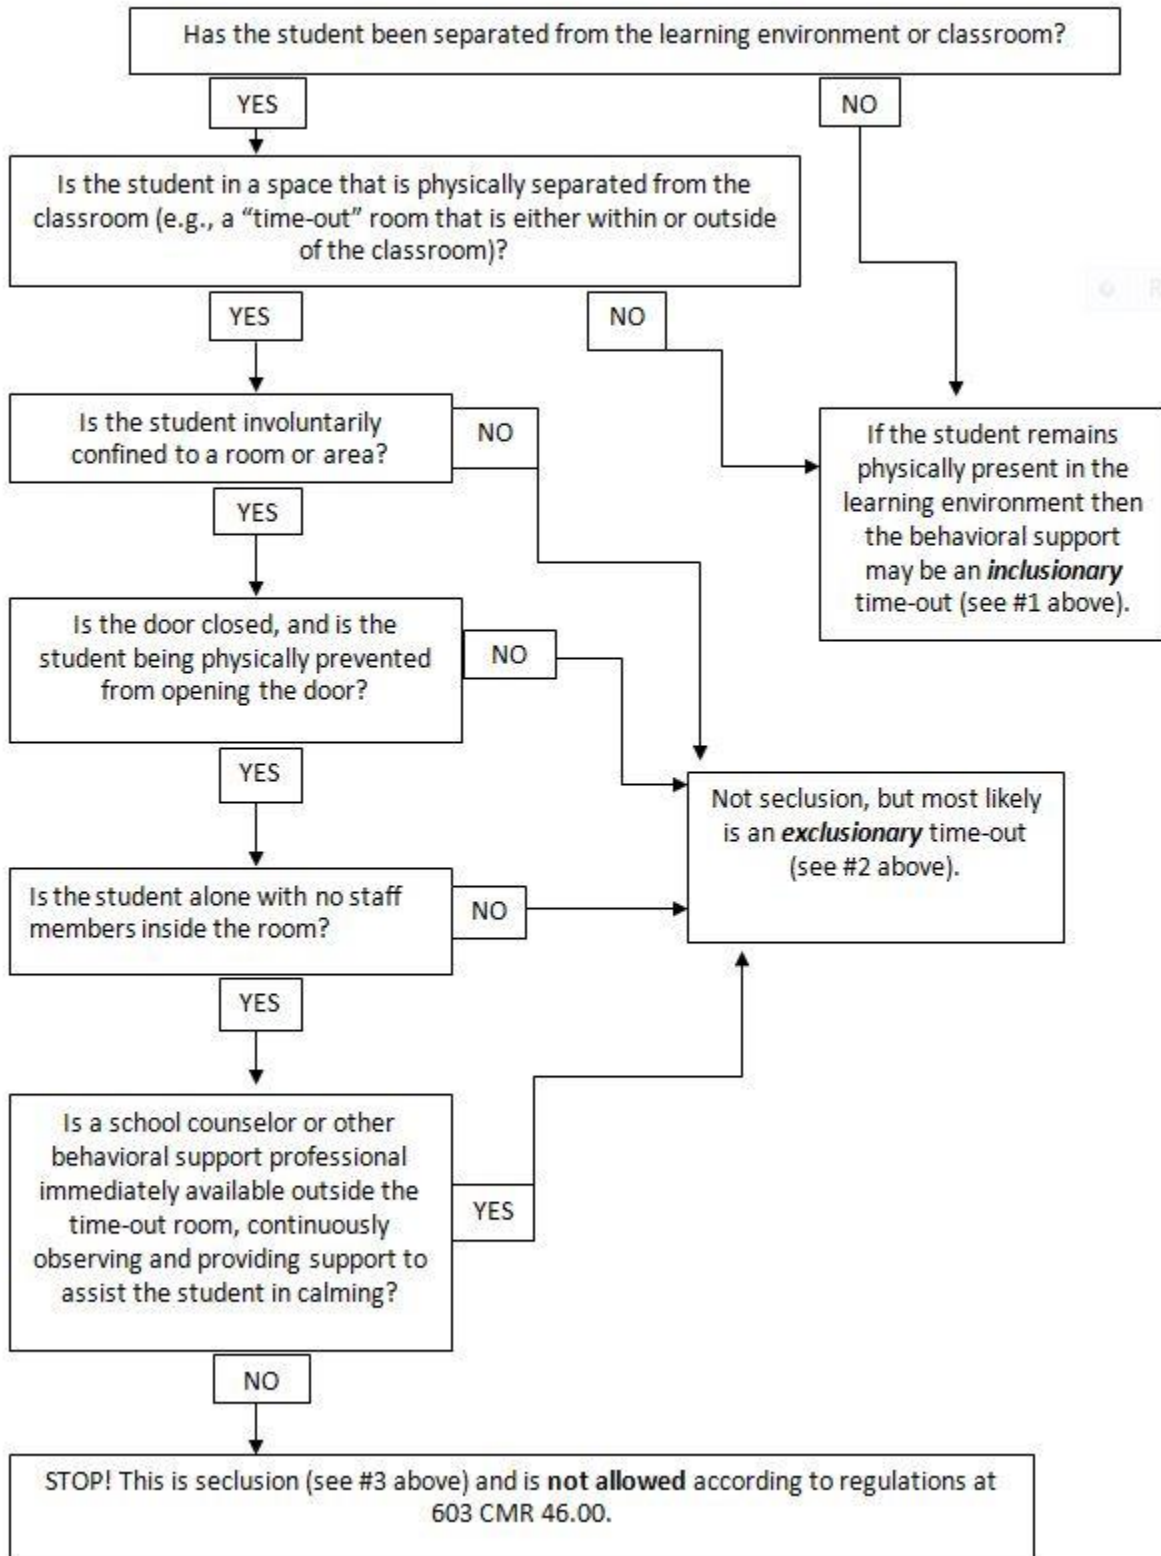 Has the student been separated from the learning environment or classroom?
YES
NO
Is the student in a space that is physically separated from the
classroom (e.g., a “time-out” room that is either within or outside
of the classroom)?
YES
NO
Is the student involuntarily
confined to a room or area?
NO
If the student remains
physically present in the
learning environment then
the behavioral support
may be an inclusionary
time-out (see #1 above).
YES
Is the door closed, and is the
student being physically prevented
from opening the door?
NO
YES
Not seclusion, but most likely
is an exclusionary time-out
(see #2 above).
Is the student alone with no staff
members inside the room?
NO
YES
Is a school counselor or other
behavioral support professional
immediately available outside the
time-out room, continuously
observing and providing support to
assist the student in calming?
YES
NO
STOP! This is seclusion (see #3 above) and is not allowed according to regulations at
603 CMR 46.00.